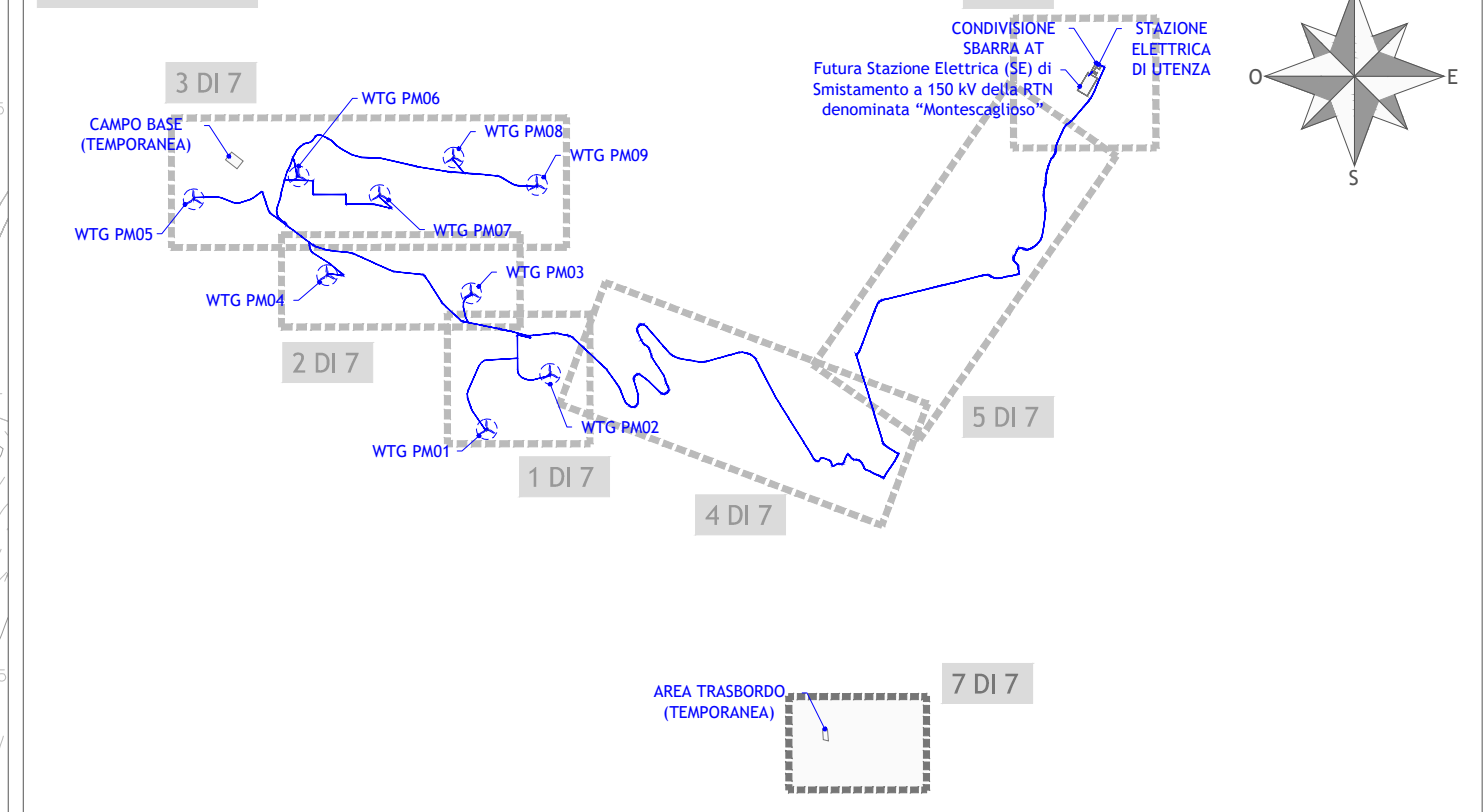 CONDIVISIONE
SBARRA AT
STAZIONE
ELETTRICA
DI UTENZA
Futura Stazione Elettrica (SE) di
Smistamento a 150 kV della RTN
denominata “Montescaglioso”
O
E
S
3 DI 7
WTG PM06
CAMPO BASE
(TEMPORANEA)
WTG PM08
WTG PM09
WTG PM05
WTG PM07
WTG PM03
WTG PM04
2 DI 7
WTG PM02
WTG PM01
5 DI 7
1 DI 7
4 DI 7
7 DI 7
AREA TRASBORDO
(TEMPORANEA)